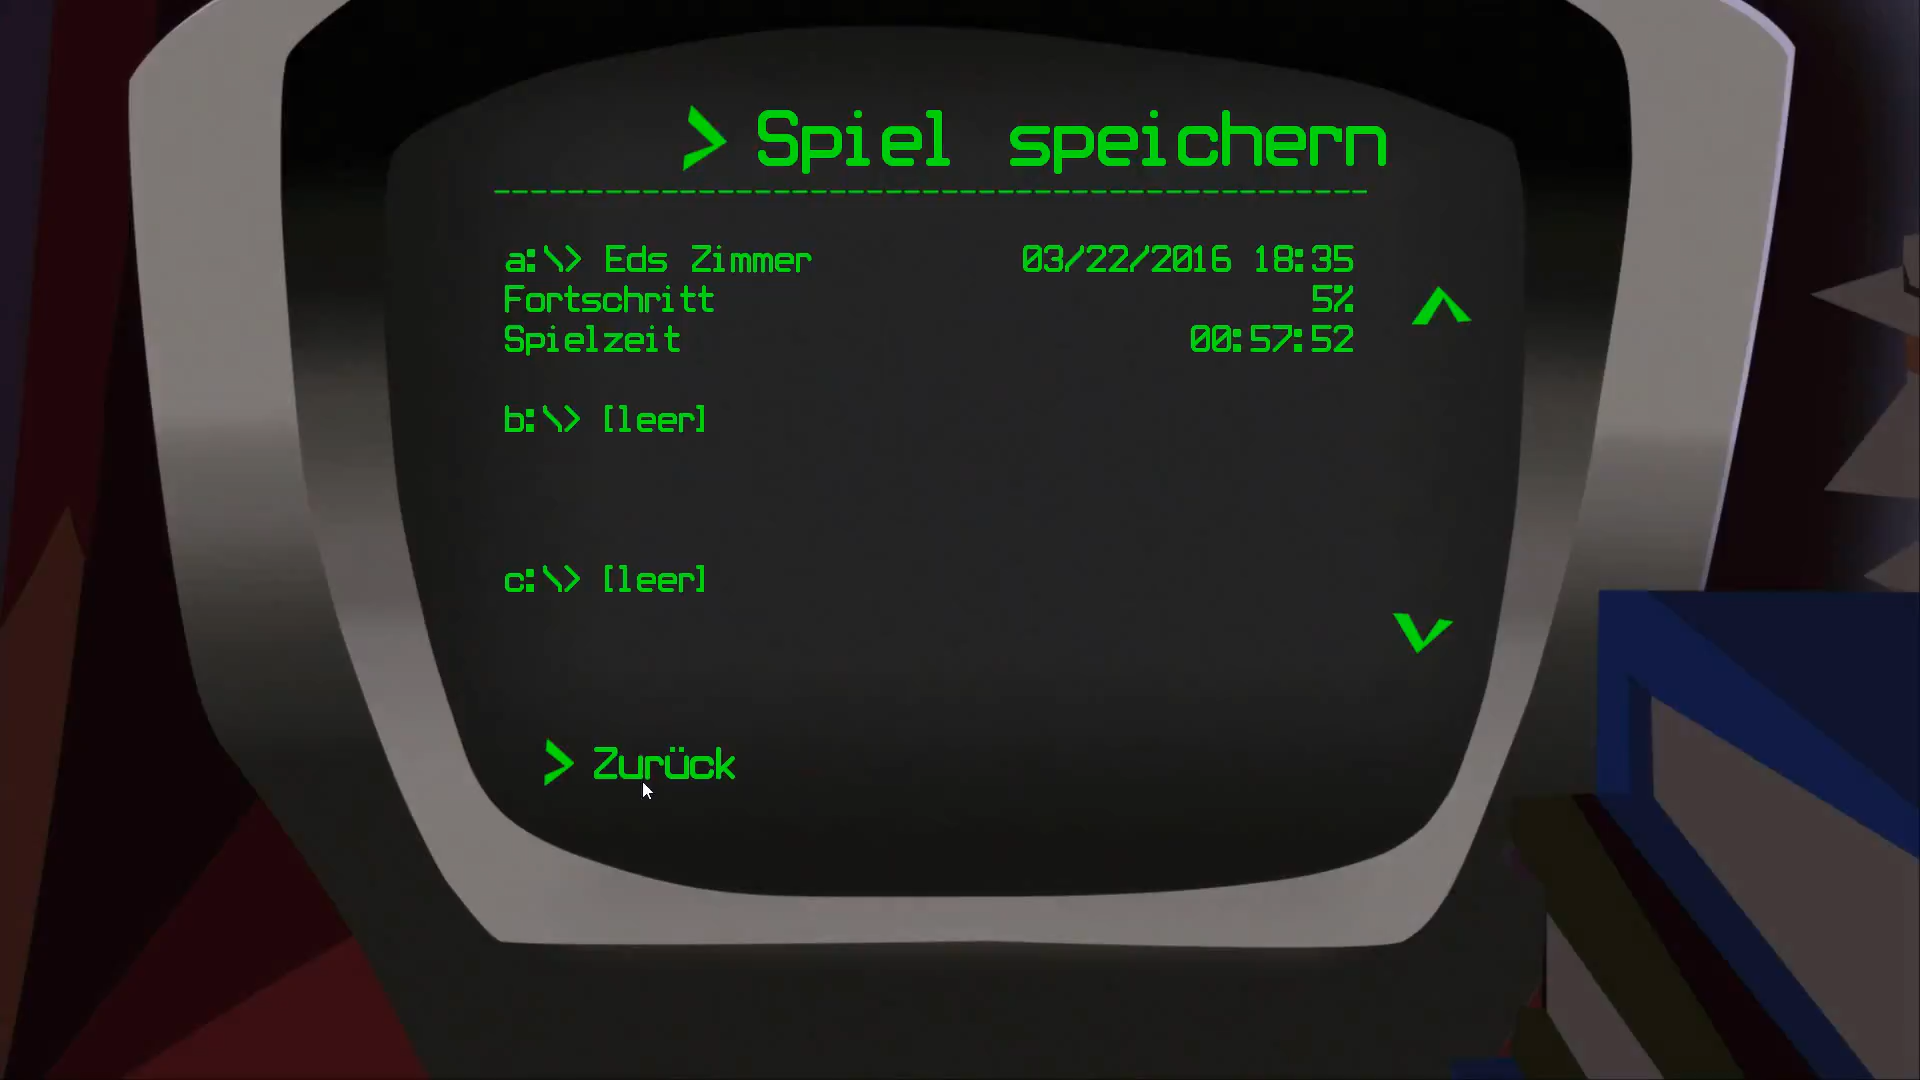 > Spiel speichern
------------------------------------------------
a:\> Eds Zimmer 03/22/2016 18:35
Fortschritt 5%
Spielzeit 00:57:52
b:\> [leer]
c:\> [leer]
> Zurück